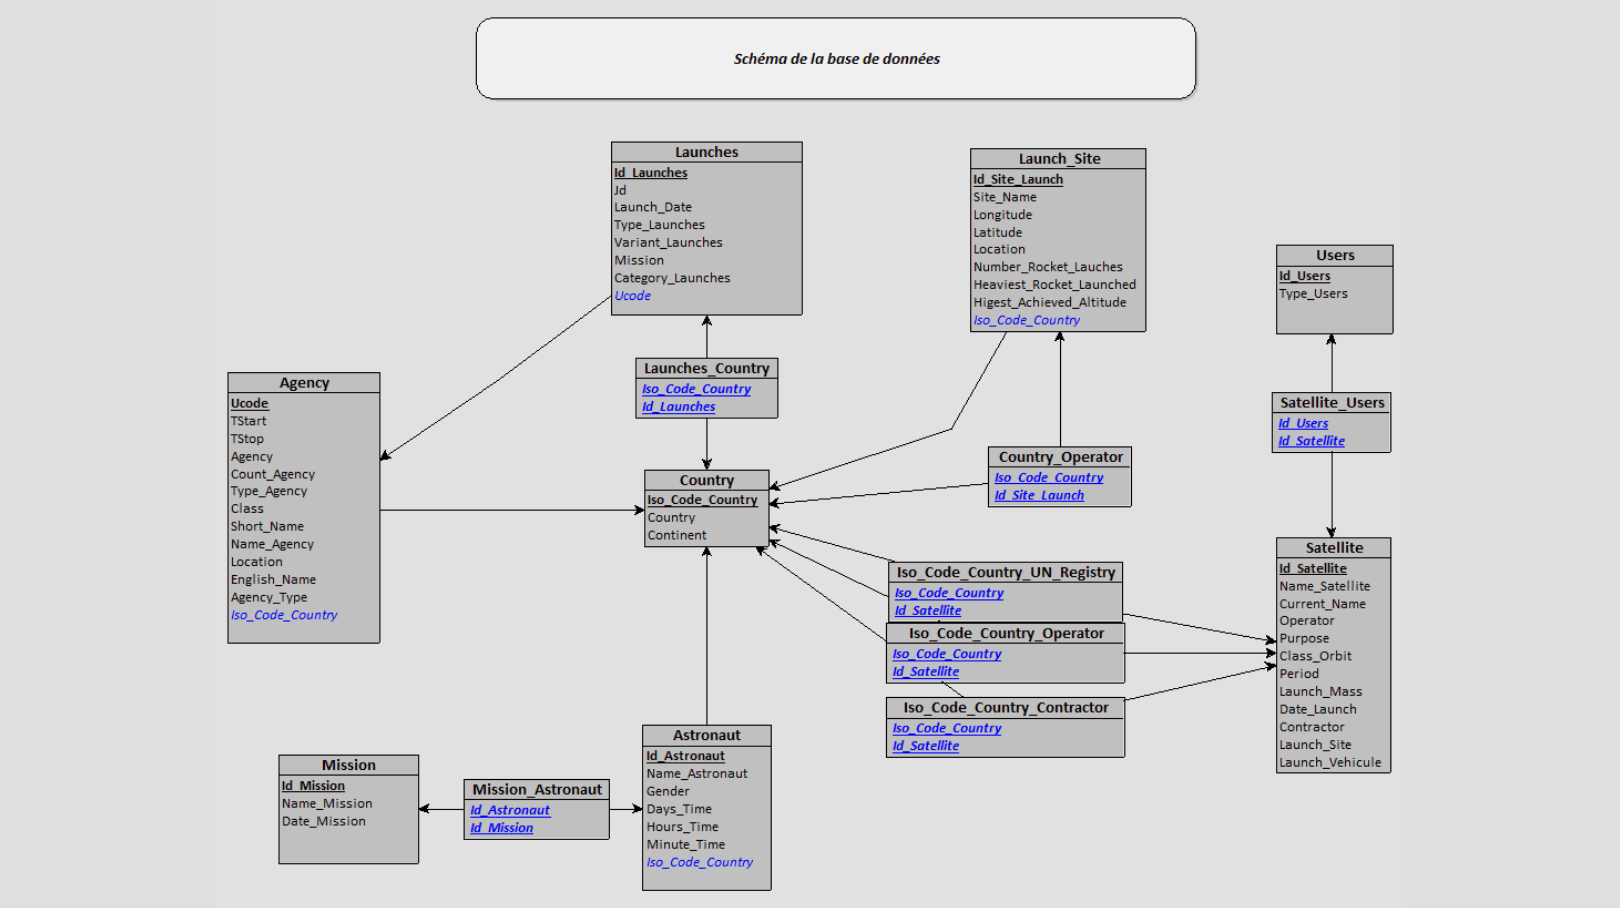 Schéma de la base de données
Launches
Id_Launches
Jd
Launch_Date
Type_Launches
Variant_Launches
Mission
Category_Launches
Ucode
Launch_Site
Id_Site_Launch
Site_Name
Longitude
Latitude
Location
Number_Rocket_Lauches
Heaviest_Rocket_Launched
Higest_Achieved_Altitude
Iso_Code_Country
Users
Id_Users
Type_Users
Launches_Country
Iso_Code_Country
Id_Launches
Agency
Ucode
TStart
TStop
Agency
Count_Agency
Type_Agency
Class
Short_Name
Name_Agency
Location
English_Name
Agency_Type
Iso_Code_Country
Satellite_Users
Id_Users
Id_Satellite
Country_Operator
Iso_Code_Country
Id_Site_Launch
Country
Iso_Code_Country
Country
Continent
Iso_Code_Country_UN_Registry
Iso_Code_Country
Id_Satellite
Iso_Code_Country_Operator
Iso_Code_Country
Id_Satellite
Iso_Code_Country_Contractor
Iso_Code_Country
Id_Satellite
Satellite
Id_Satellite
Name_Satellite
Current_Name
Operator
Purpose
Class_Orbit
Period
Launch_Mass
Date_Launch
Contractor
Launch_Site
Launch_Vehicule
Mission
Id_Mission
Name_Mission
Date_Mission
Mission_Astronaut
Id_Astronaut
Id_Mission
Astronaut
Id_Astronaut
Name_Astronaut
Gender
Days_Time
Hours_Time
Minute_Time
Iso_Code_Country